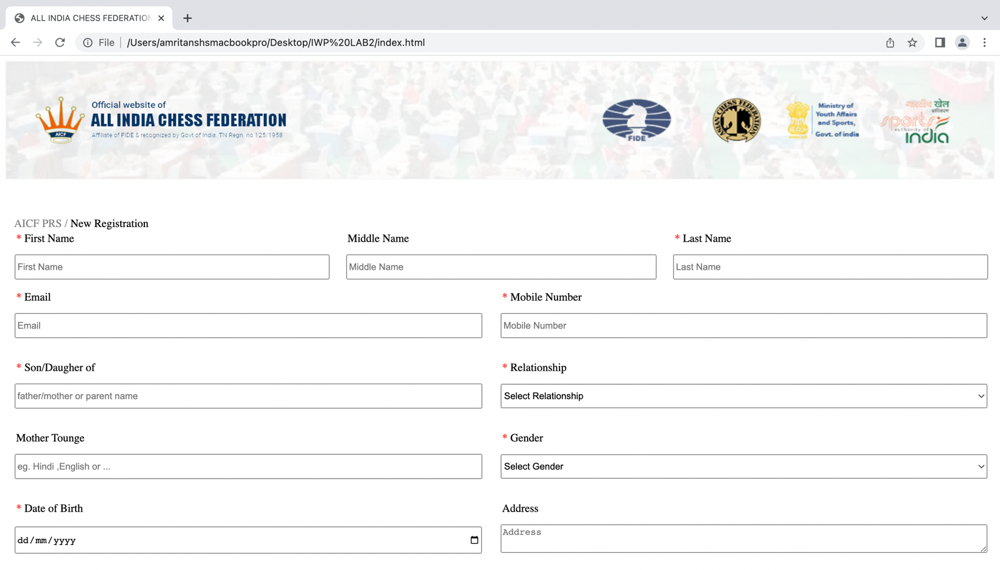 ALL INDIA CHESS FEDERATION
File
/Users/amritanshsmacbookpro/Desktop/IWP%20LAB2/index.html
Official website of
ALL INDIA CHESS FEDERATION
Affiliate of FIDE & recognized by Govt of India. TN Regn. no 125/1958
AICF
FIDE
ASIAN CHESS FEDERATION
Ministry of
Youth Affairs
and Sports,
Govt. of india
भारतीय खेल
प्राधिकरण
sports
authority of
india
AICF PRS / New Registration
* First Name
Middle Name
* Last Name
First Name
Middle Name
Last Name
* Email
* Mobile Number
Email
Mobile Number
* Son/Daugher of
* Relationship
father/mother or parent name
Select Relationship
Mother Tounge
* Gender
eg. Hindi ,English or ...
Select Gender
* Date of Birth
Address
dd/mm/yyyy
Address